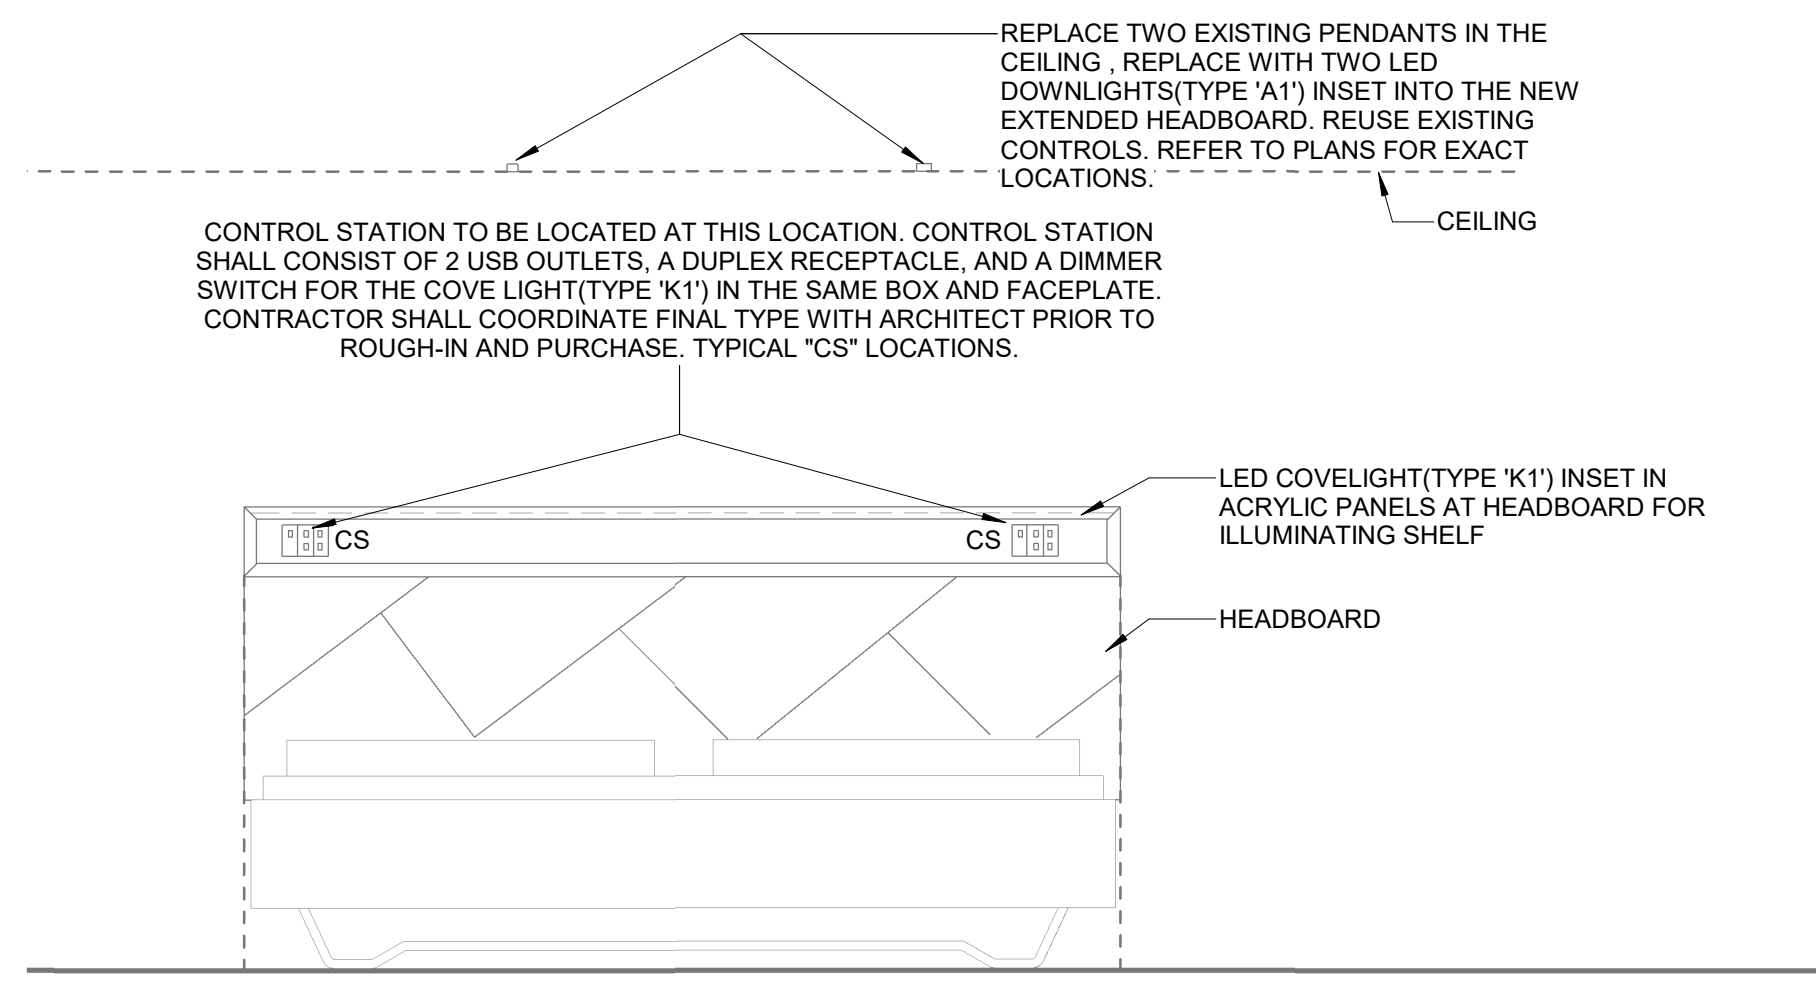 REPLACE TWO EXISTING PENDANTS IN THE
CEILING , REPLACE WITH TWO LED
DOWNLIGHTS(TYPE 'A1') INSET INTO THE NEW
EXTENDED HEADBOARD. REUSE EXISTING
CONTROLS. REFER TO PLANS FOR EXACT
LOCATIONS.
CEILING
CONTROL STATION TO BE LOCATED AT THIS LOCATION. CONTROL STATION
SHALL CONSIST OF 2 USB OUTLETS, A DUPLEX RECEPTACLE, AND A DIMMER
SWITCH FOR THE COVE LIGHT(TYPE 'K1') IN THE SAME BOX AND FACEPLATE.
CONTRACTOR SHALL COORDINATE FINAL TYPE WITH ARCHITECT PRIOR TO
ROUGH-IN AND PURCHASE. TYPICAL "CS" LOCATIONS.
LED COVELIGHT(TYPE 'K1') INSET IN
ACRYLIC PANELS AT HEADBOARD FOR
ILLUMINATING SHELF
CS
CS
HEADBOARD